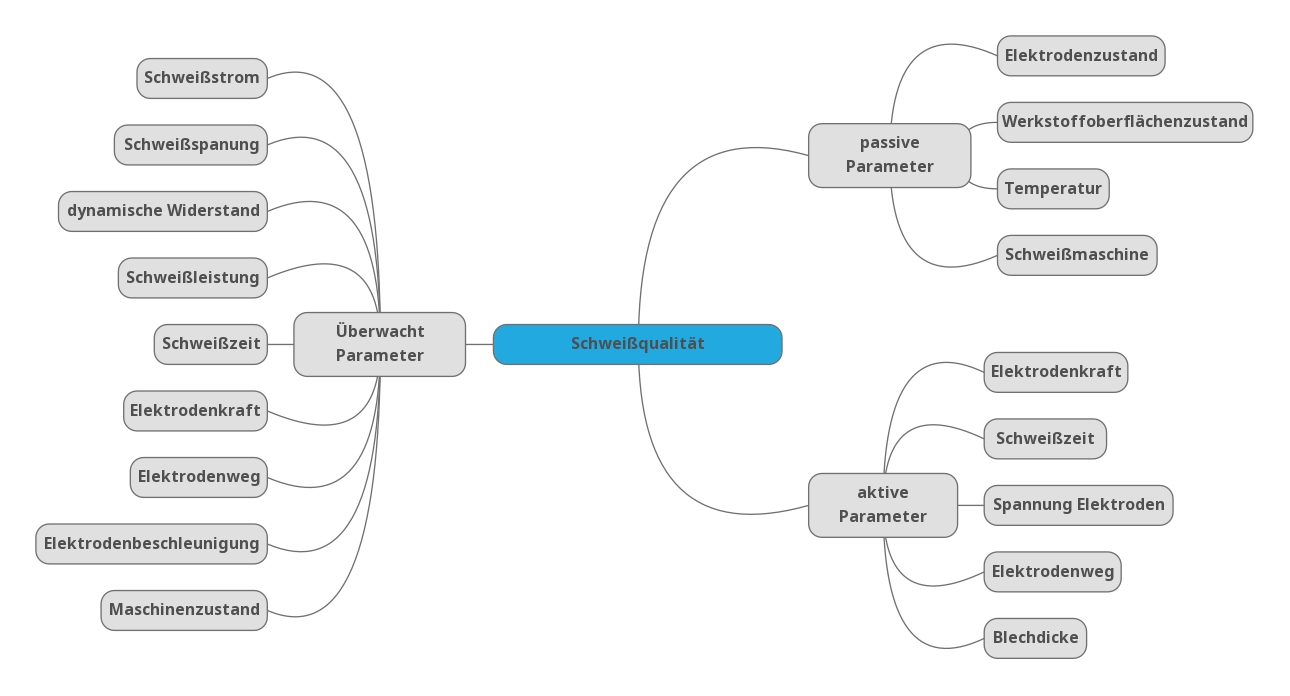 Schweißstrom
Schweißspanung
dynamische Widerstand
Schweißleistung
Schweißzeit
Elektrodenkraft
Elektrodenweg
Elektrodenbeschleunigung
Maschinenzustand
Überwacht
Parameter
Schweißqualität
passive
Parameter
Elektrodenzustand
Werkstoffoberflächenzustand
Temperatur
Schweißmaschine
aktive
Parameter
Elektrodenkraft
Schweißzeit
Spannung Elektroden
Elektrodenweg
Blechdicke